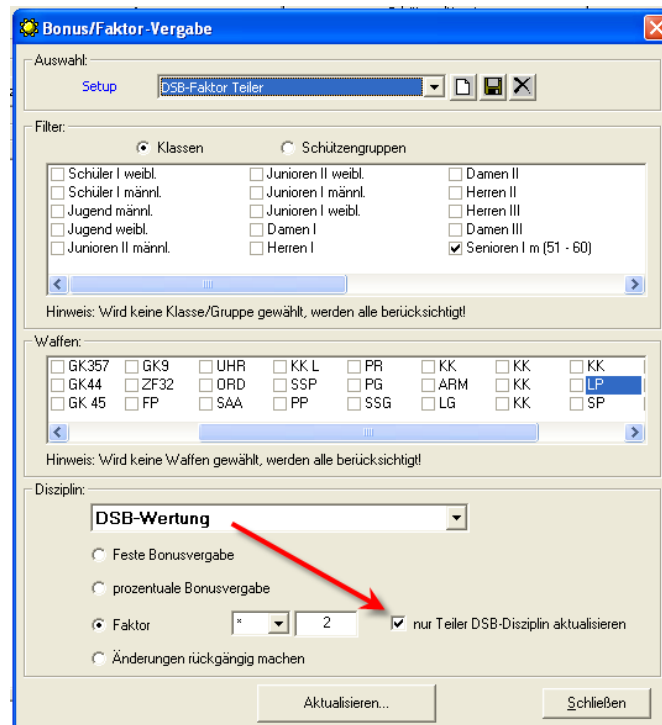 Bonus/Faktor-Vergabe
Auswahl:
Setup DSB-Faktor Teiler
Filter:
Klassen Schützengruppen
Schüler I weibl. Junioren II weibl. Damen II
Schüler I männl. Junioren I männl. Herren II
Jugend männl. Junioren I weibl. Herren III
Jugend weibl. Damen I Damen III
Junioren II männl. Herren I Senioren I m (51 - 60)
Hinweis: Wird keine Klasse/Gruppe gewählt, werden alle berücksichtigt!
Waffen:
GK357 GK9 UHR KK L PR KK KK KK
GK44 ZF32 ORD SSP PG ARM KK LP
GK 45 FP SAA PP SSG LG KK SP
Hinweis: Wird keine Waffen gewählt, werden alle berücksichtigt!
Disziplin:
DSB-Wertung
Feste Bonusvergabe
prozentuale Bonusvergabe
Faktor * 2 nur Teiler DSB-Disziplin aktualisieren
Änderungen rückgängig machen
Aktualisieren... Schließen